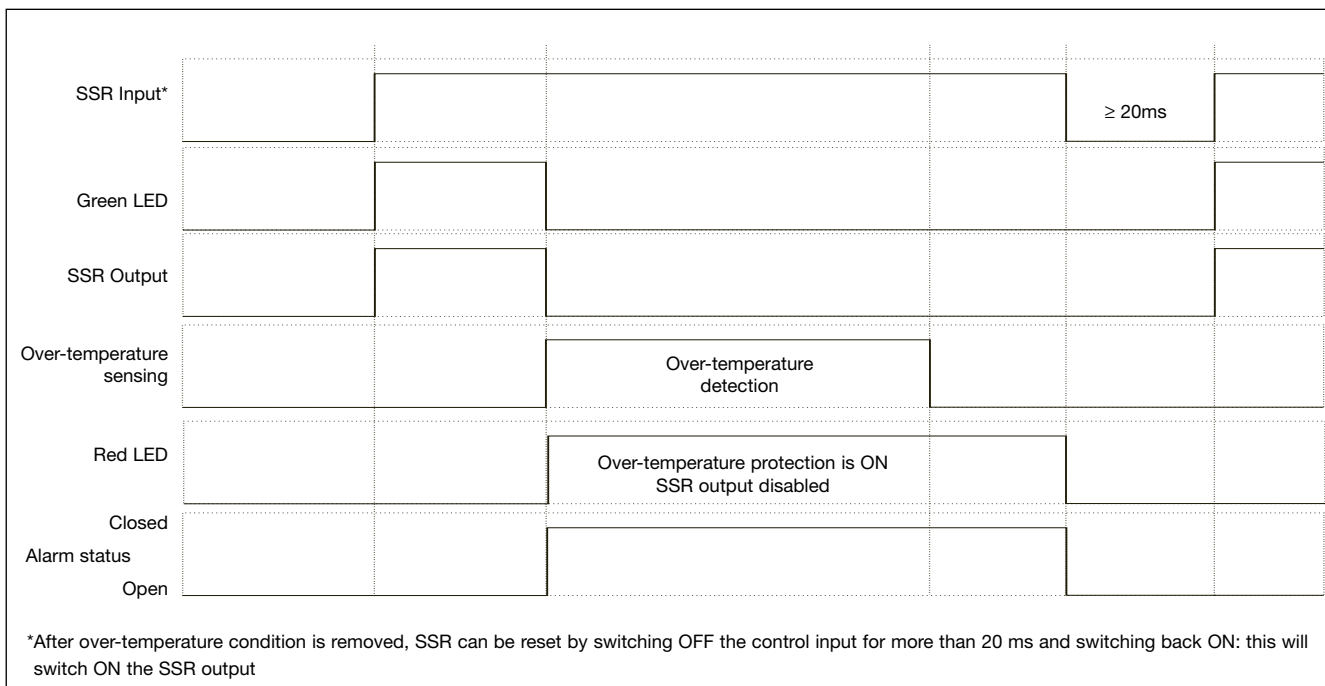 SSR Input*
≥ 20ms
Green LED
SSR Output
Over-temperature
sensing
Over-temperature
detection
Red LED
Over-temperature protection is ON
SSR output disabled
Closed
Alarm status
Open
*After over-temperature condition is removed, SSR can be reset by switching OFF the control input for more than 20 ms and switching back ON: this will
switch ON the SSR output